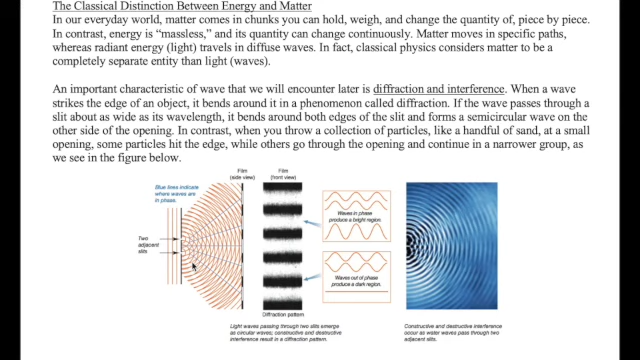 The Classical Distinction Between Energy and Matter
In our everyday world, matter comes in chunks you can hold, weigh, and change the quantity of, piece by piece.
In contrast, energy is “massless,” and its quantity can change continuously. Matter moves in specific paths,
whereas radiant energy (light) travels in diffuse waves. In fact, classical physics considers matter to be a
completely separate entity than light (waves).
An important characteristic of wave that we will encounter later is diffraction and interference. When a wave
strikes the edge of an object, it bends around it in a phenomenon called diffraction. If the wave passes through a
slit about as wide as its wavelength, it bends around both edges of the slit and forms a semicircular wave on the
other side of the opening. In contrast, when you throw a collection of particles, like a handful of sand, at a small
opening, some particles hit the edge, while others go through the opening and continue in a narrower group, as
we see in the figure below.
Film
(side view)
Film
(front view)
Blue lines indicate
where waves are
in phase.
Two
adjacent
slits
Waves in phase
produce a bright region.
Waves out of phase
produce a dark region.
Diffraction pattern
Light waves passing through two slits emerge
as circular waves; constructive and destructive
interference result in a diffraction pattern.
Constructive and destructive interference
occur as water waves pass through two
adjacent slits.